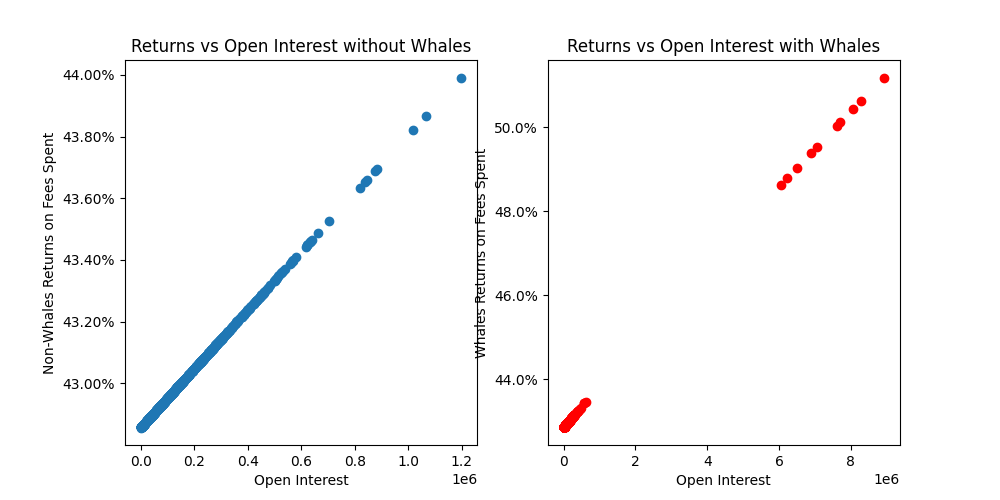 Returns vs Open Interest without Whales
Non-Whales Returns on Fees Spent
44.00%
43.80%
43.60%
43.40%
43.20%
43.00%
0.0 0.2 0.4 0.6 0.8 1.0 1.2
1e6
Open Interest
Returns vs Open Interest with Whales
Whales Returns on Fees Spent
50.0%
48.0%
46.0%
44.0%
0 2 4 6 8
1e6
Open Interest